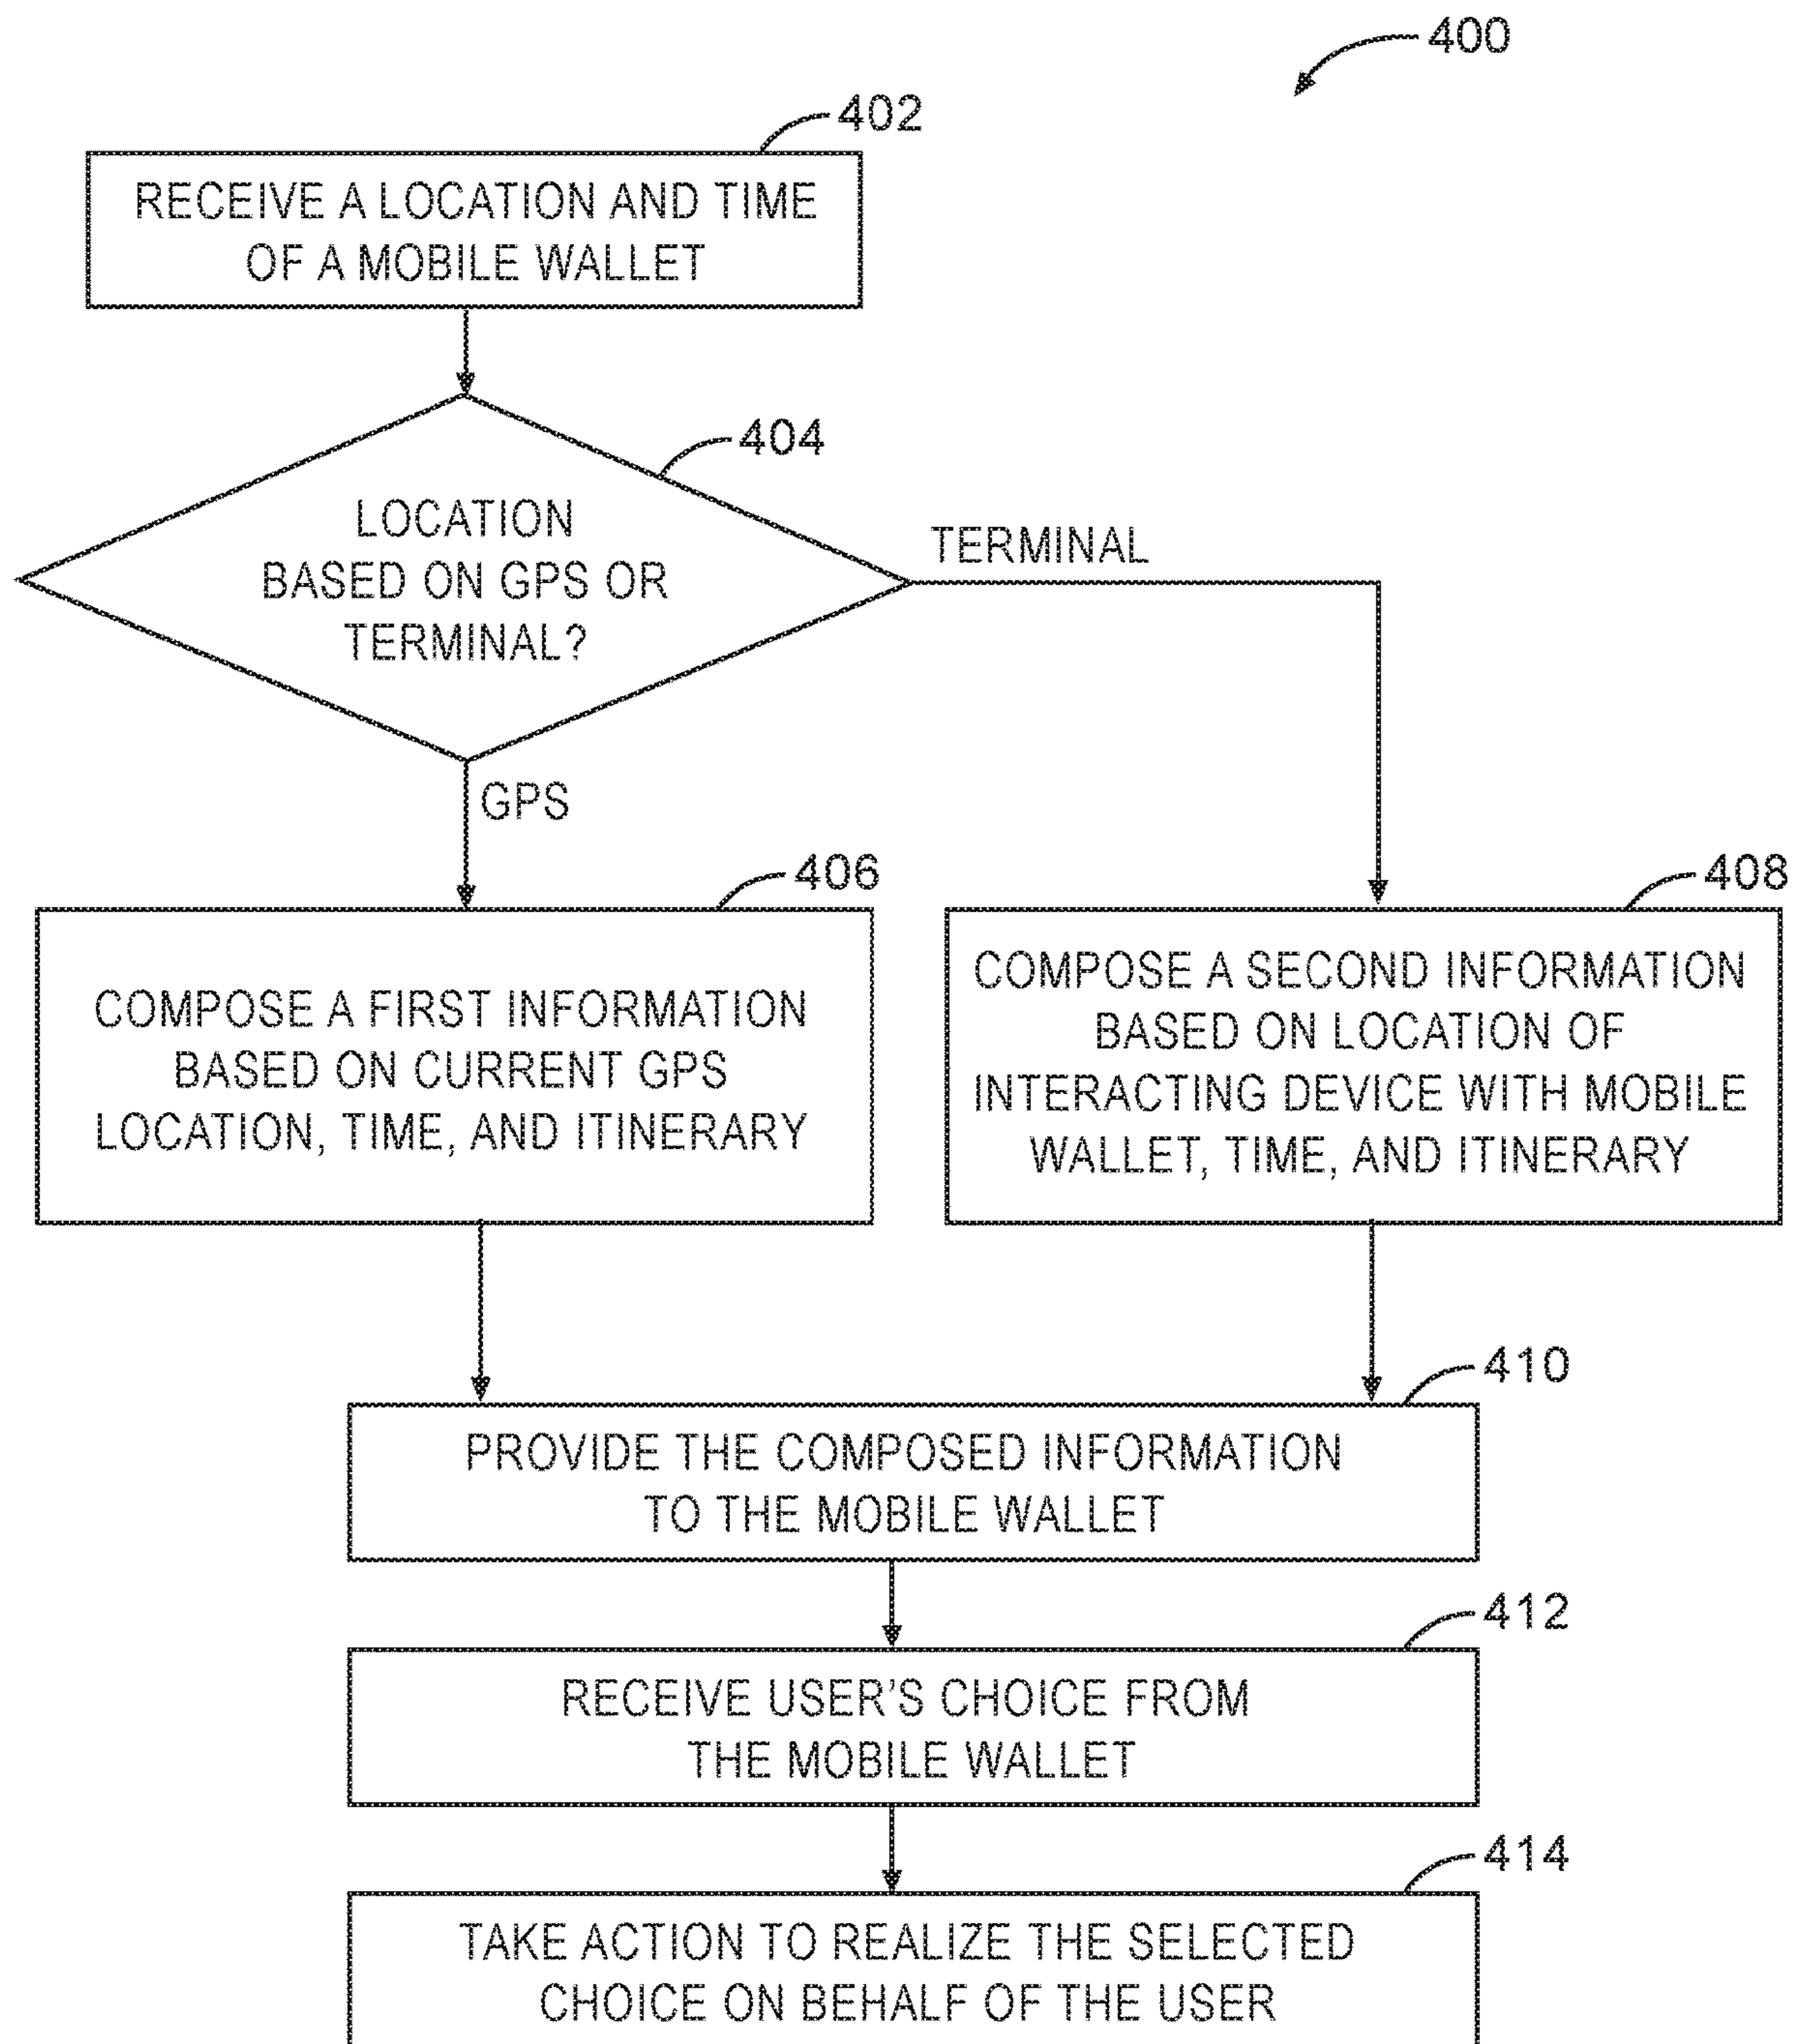 400
402
RECEIVE A LOCATION AND TIME
OF A MOBILE WALLET
404
LOCATION
BASED ON GPS OR
TERMINAL?
TERMINAL
GPS
406
COMPOSE A FIRST INFORMATION
BASED ON CURRENT GPS
LOCATION, TIME, AND ITINERARY
408
COMPOSE A SECOND INFORMATION
BASED ON LOCATION OF
INTERACTING DEVICE WITH MOBILE
WALLET, TIME, AND ITINERARY
410
PROVIDE THE COMPOSED INFORMATION
TO THE MOBILE WALLET
412
RECEIVE USER'S CHOICE FROM
THE MOBILE WALLET
414
TAKE ACTION TO REALIZE THE SELECTED
CHOICE ON BEHALF OF THE USER